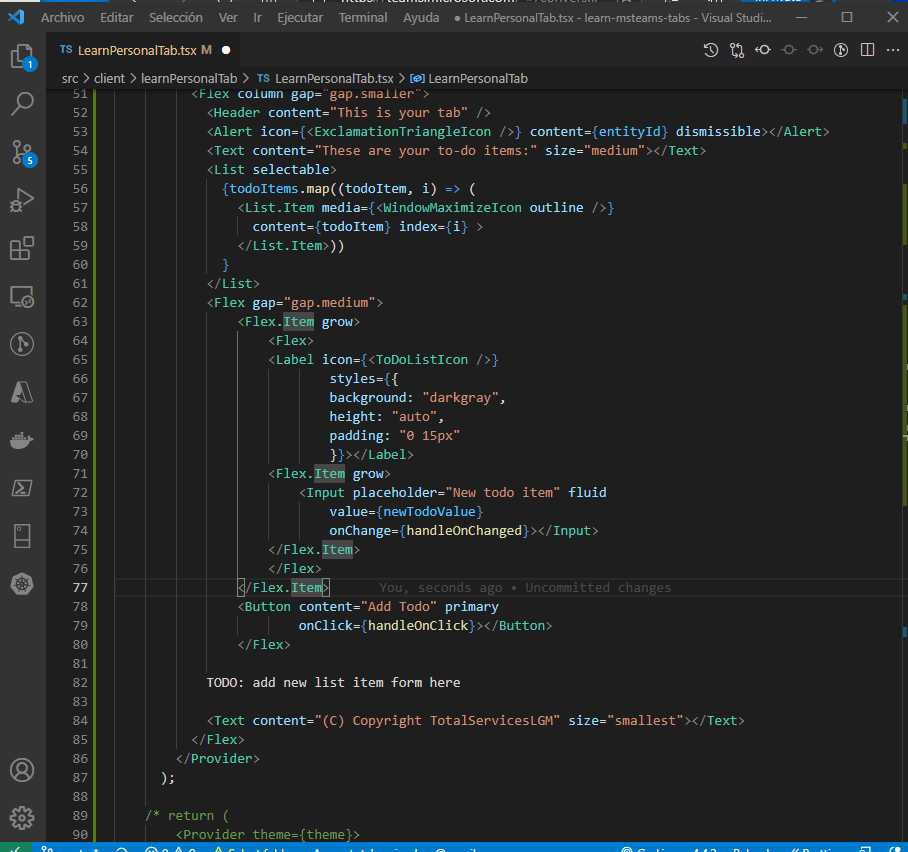 Archivo Editar Selección Ver Ir Ejecutar Terminal Ayuda ● LearnPersonalTab.tsx - learn-msteams-tabs - Visual Studi...
TS LearnPersonalTab.tsx M ●
src > client > learnPersonalTab > TS LearnPersonalTab.tsx > LearnPersonalTab
1
5
51 <Flex column gap="gap.smaller">
52 <Header content="This is your tab" />
53 <Alert icon={<ExclamationTriangleIcon />} content={entityId} dismissible></Alert>
54 <Text content="These are your to-do items:" size="medium"></Text>
55 <List selectable>
56 {todoItems.map((todoItem, i) => (
57 <List.Item media={<WindowMaximizeIcon outline />}
58 content={todoItem} index={i} >
59 </List.Item>))
60 }
61 </List>
62 <Flex gap="gap.medium">
63 <Flex.Item grow>
64 <Flex>
65 <Label icon={<ToDoListIcon />}
66 styles={{
67 background: "darkgray",
68 height: "auto",
69 padding: "0 15px"
70 }}></Label>
71 <Flex.Item grow>
72 <Input placeholder="New todo item" fluid
73 value={newTodoValue}
74 onChange={handleOnChanged}></Input>
75 </Flex.Item>
76 </Flex>
77 </Flex.Item> You, seconds ago • Uncommitted changes
78 <Button content="Add Todo" primary
79 onClick={handleOnClick}></Button>
80 </Flex>
81
82 TODO: add new list item form here
83
84 <Text content="(C) Copyright TotalServicesLGM" size="smallest"></Text>
85 </Flex>
86 </Provider>
87 );
88
89 /* return (
90 <Provider theme={theme}>